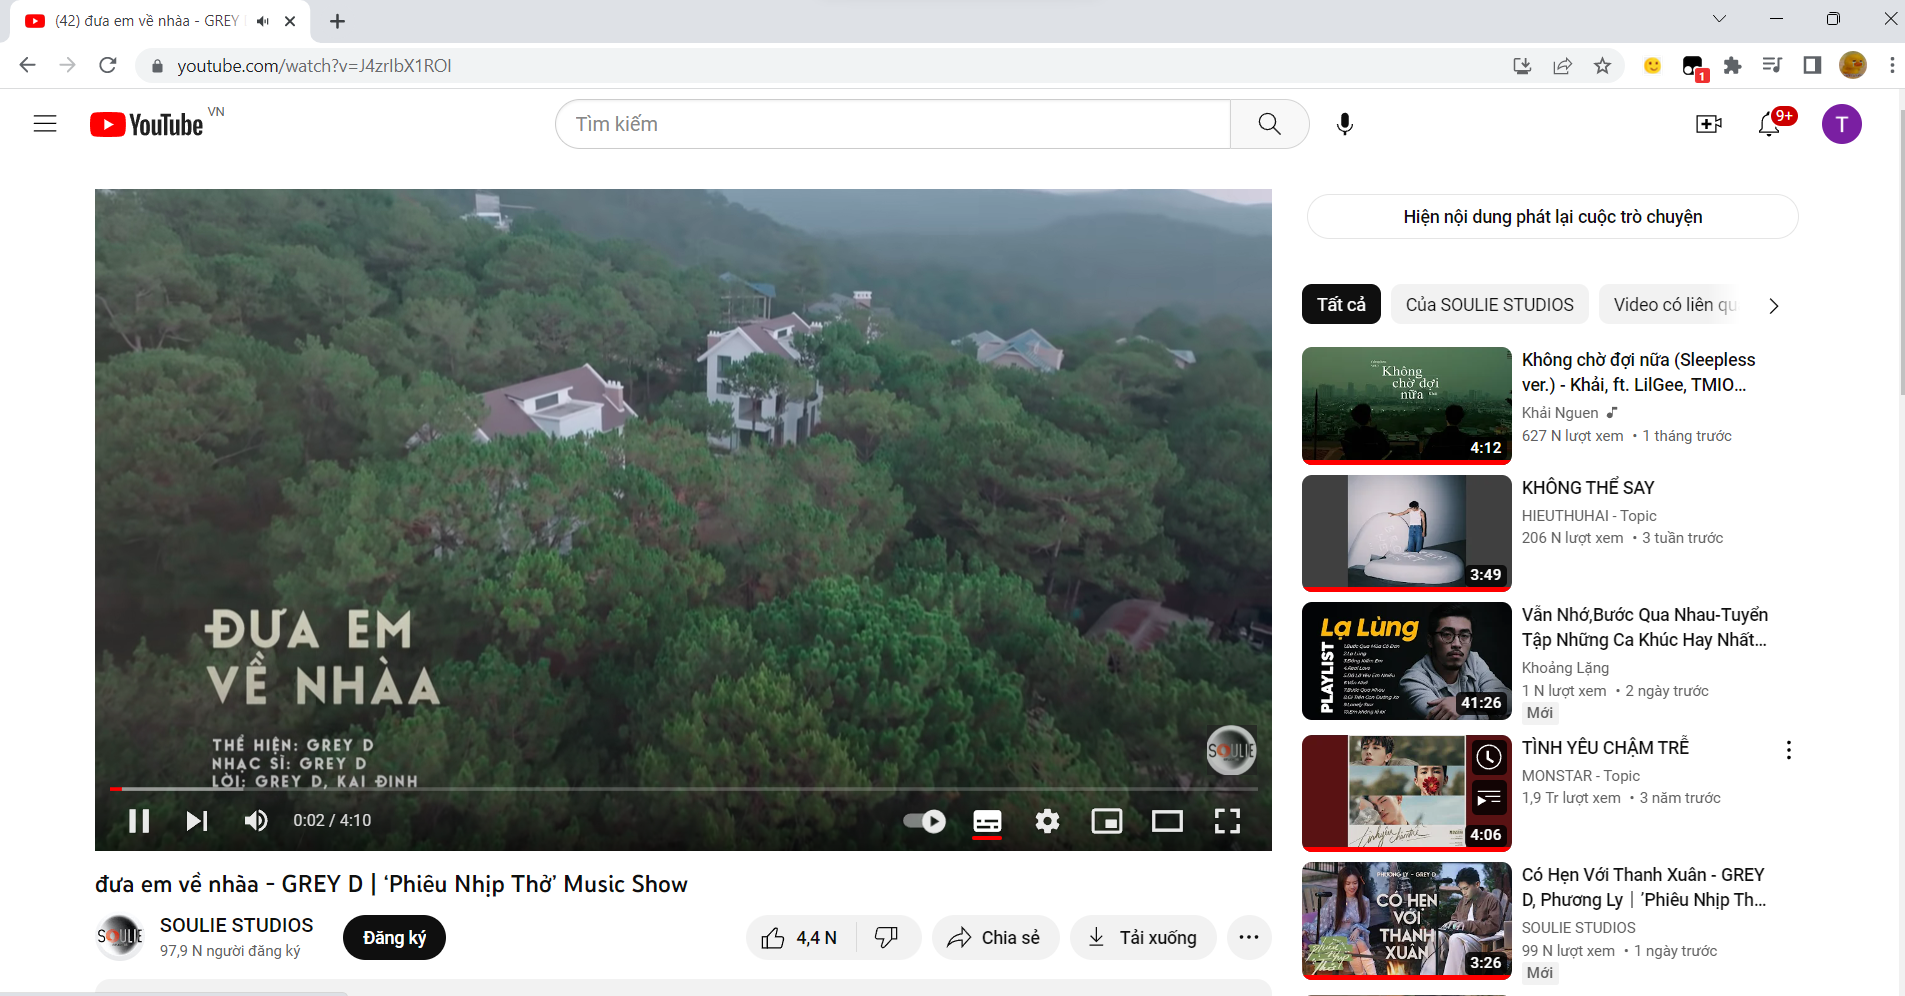 (42) đưa em về nhàa - GREY
youtube.com/watch?v=J4zrIbX1ROI
1
YouTube VN
Tìm kiếm
9+
T
ĐƯA EM
VỀ NHÀA
THỂ HIỆN: GREY D
NHẠC SĨ: GREY D
LỜI: GREY D, KAI ĐINH
SOULIE
0:02 / 4:10
đưa em về nhàa - GREY D | ‘Phiêu Nhịp Thở’ Music Show
SOULIE
SOULIE STUDIOS
97,9 N người đăng ký
Đăng ký
4,4 N
Chia sẻ
Tải xuống
Hiện nội dung phát lại cuộc trò chuyện
Tất cả
Của SOULIE STUDIOS
Video có liên qu
Không
chờ đợi
nữa
4:12
Không chờ đợi nữa (Sleepless
ver.) - Khải, ft. LilGee, TMIO...
Khải Nguen
627 N lượt xem • 1 tháng trước
3:49
KHÔNG THỂ SAY
HIEUTHUHAI - Topic
206 N lượt xem • 3 tuần trước
Lạ Lùng
PLAYLIST
41:26
Vẫn Nhớ,Bước Qua Nhau-Tuyển
Tập Những Ca Khúc Hay Nhất...
Khoảng Lặng
1 N lượt xem • 2 ngày trước
Mới
4:06
TÌNH YÊU CHẬM TRỄ
MONSTAR - Topic
1,9 Tr lượt xem • 3 năm trước
PHƯƠNG LY - GREY D
CÓ HẸN
VỚI
THANH
XUÂN
Phiêu
Nhịp
Thở
3:26
Có Hẹn Với Thanh Xuân - GREY
D, Phương Ly | ’Phiêu Nhịp Th...
SOULIE STUDIOS
99 N lượt xem • 1 ngày trước
Mới